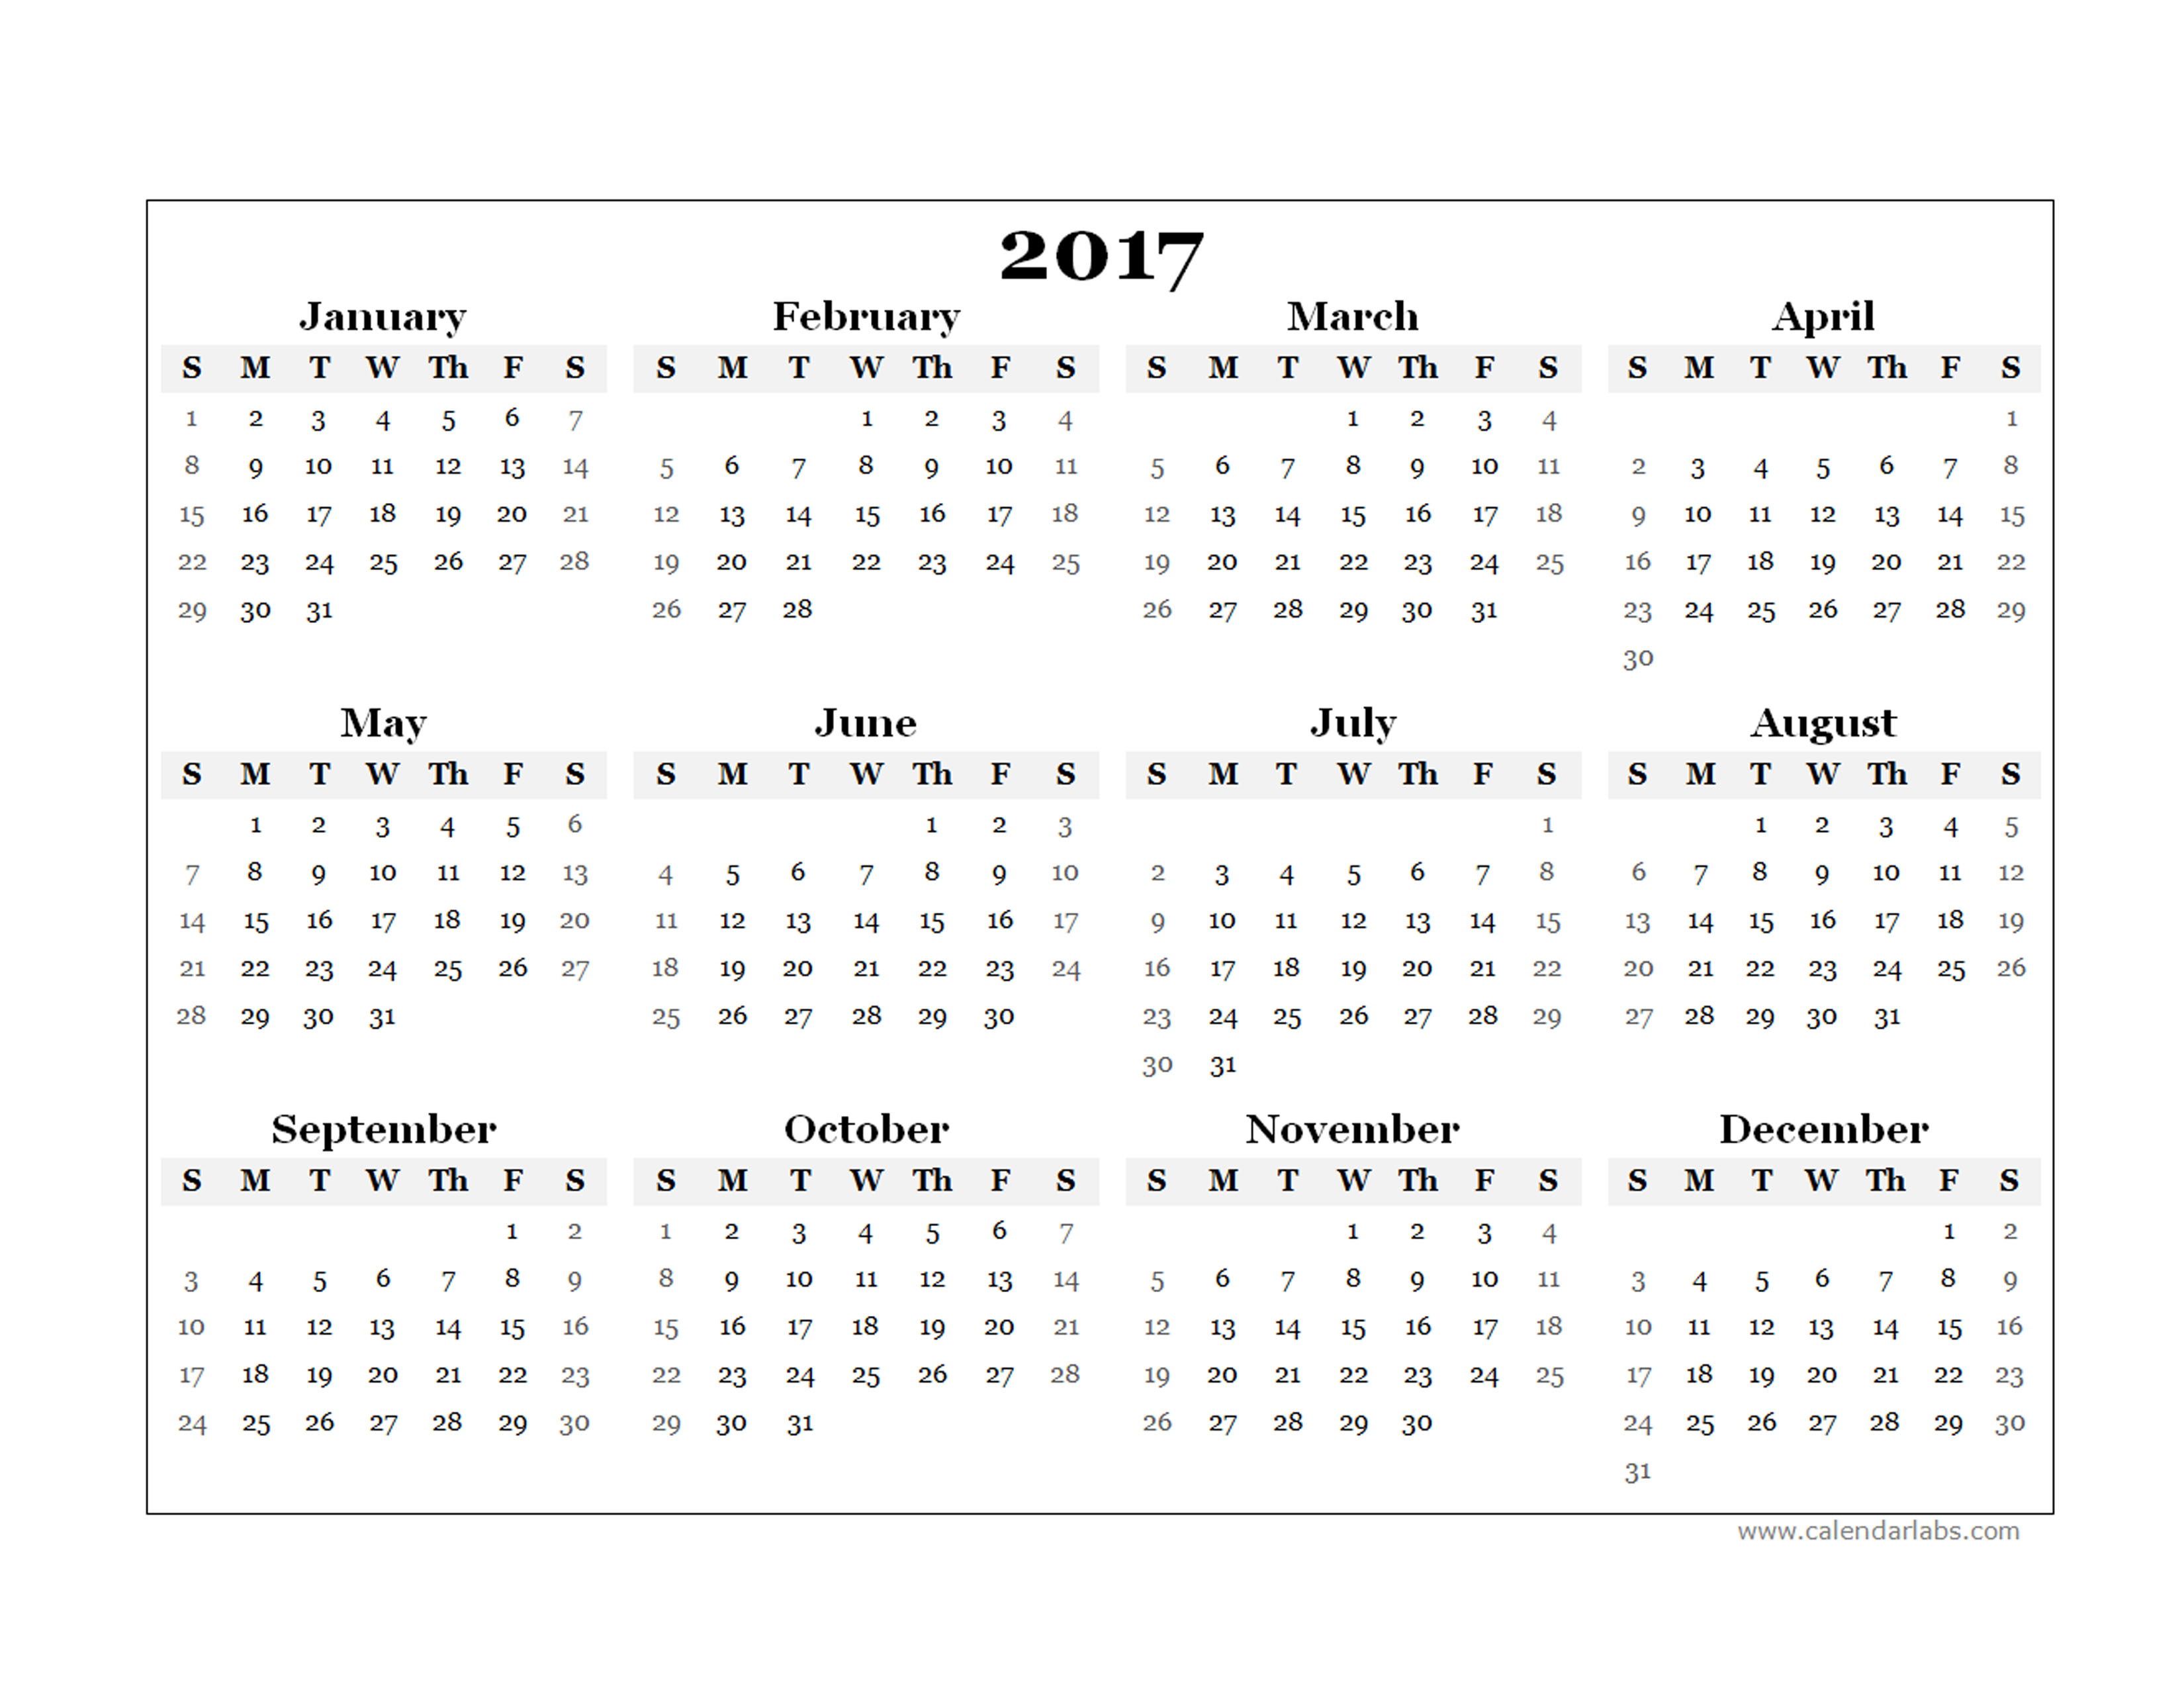 2017
January February March April
S M T W Th F S S M T W Th F S S M T W Th F S S M T W Th F S
1 2 3 4 5 6 7 1 2 3 4 1 2 3 4 1
8 9 10 11 12 13 14 5 6 7 8 9 10 11 5 6 7 8 9 10 11 2 3 4 5 6 7 8
15 16 17 18 19 20 21 12 13 14 15 16 17 18 12 13 14 15 16 17 18 9 10 11 12 13 14 15
22 23 24 25 26 27 28 19 20 21 22 23 24 25 19 20 21 22 23 24 25 16 17 18 19 20 21 22
29 30 31 26 27 28 26 27 28 29 30 31 23 24 25 26 27 28 29
30
May June July August
S M T W Th F S S M T W Th F S S M T W Th F S S M T W Th F S
1 2 3 4 5 6 1 2 3 1 1 2 3 4 5
7 8 9 10 11 12 13 4 5 6 7 8 9 10 2 3 4 5 6 7 8 6 7 8 9 10 11 12
14 15 16 17 18 19 20 11 12 13 14 15 16 17 9 10 11 12 13 14 15 13 14 15 16 17 18 19
21 22 23 24 25 26 27 18 19 20 21 22 23 24 16 17 18 19 20 21 22 20 21 22 23 24 25 26
28 29 30 31 25 26 27 28 29 30 23 24 25 26 27 28 29 27 28 29 30 31
30 31
September October November December
S M T W Th F S S M T W Th F S S M T W Th F S S M T W Th F S
1 2 1 2 3 4 5 6 7 1 2 3 4 1 2
3 4 5 6 7 8 9 8 9 10 11 12 13 14 5 6 7 8 9 10 11 3 4 5 6 7 8 9
10 11 12 13 14 15 16 15 16 17 18 19 20 21 12 13 14 15 16 17 18 10 11 12 13 14 15 16
17 18 19 20 21 22 23 22 23 24 25 26 27 28 19 20 21 22 23 24 25 17 18 19 20 21 22 23
24 25 26 27 28 29 30 29 30 31 26 27 28 29 30 24 25 26 27 28 29 30
31
www.calendarlabs.com